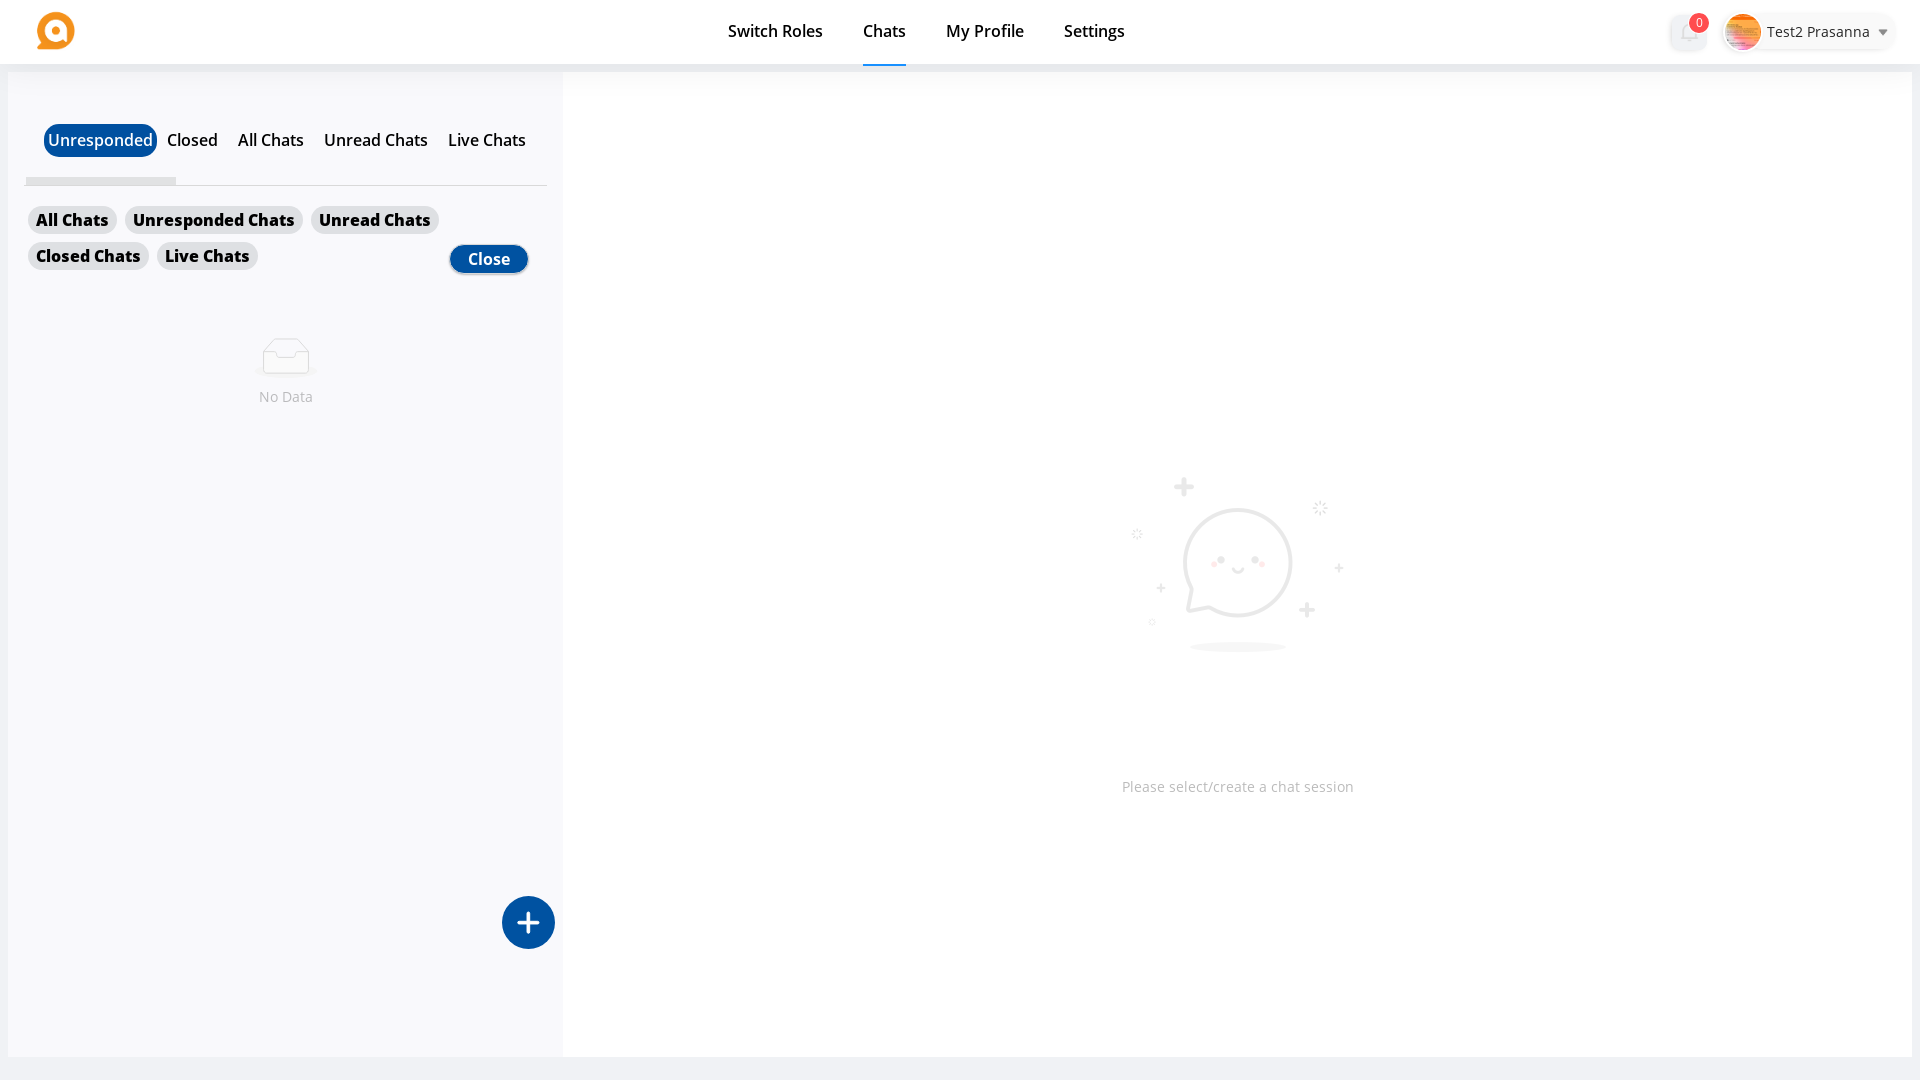 Switch Roles Chats My Profile Settings 0 Test2 Prasanna
Unresponded Closed All Chats Unread Chats Live Chats
All Chats Unresponded Chats Unread Chats
Closed Chats Live Chats Close
No Data
Please select/create a chat session